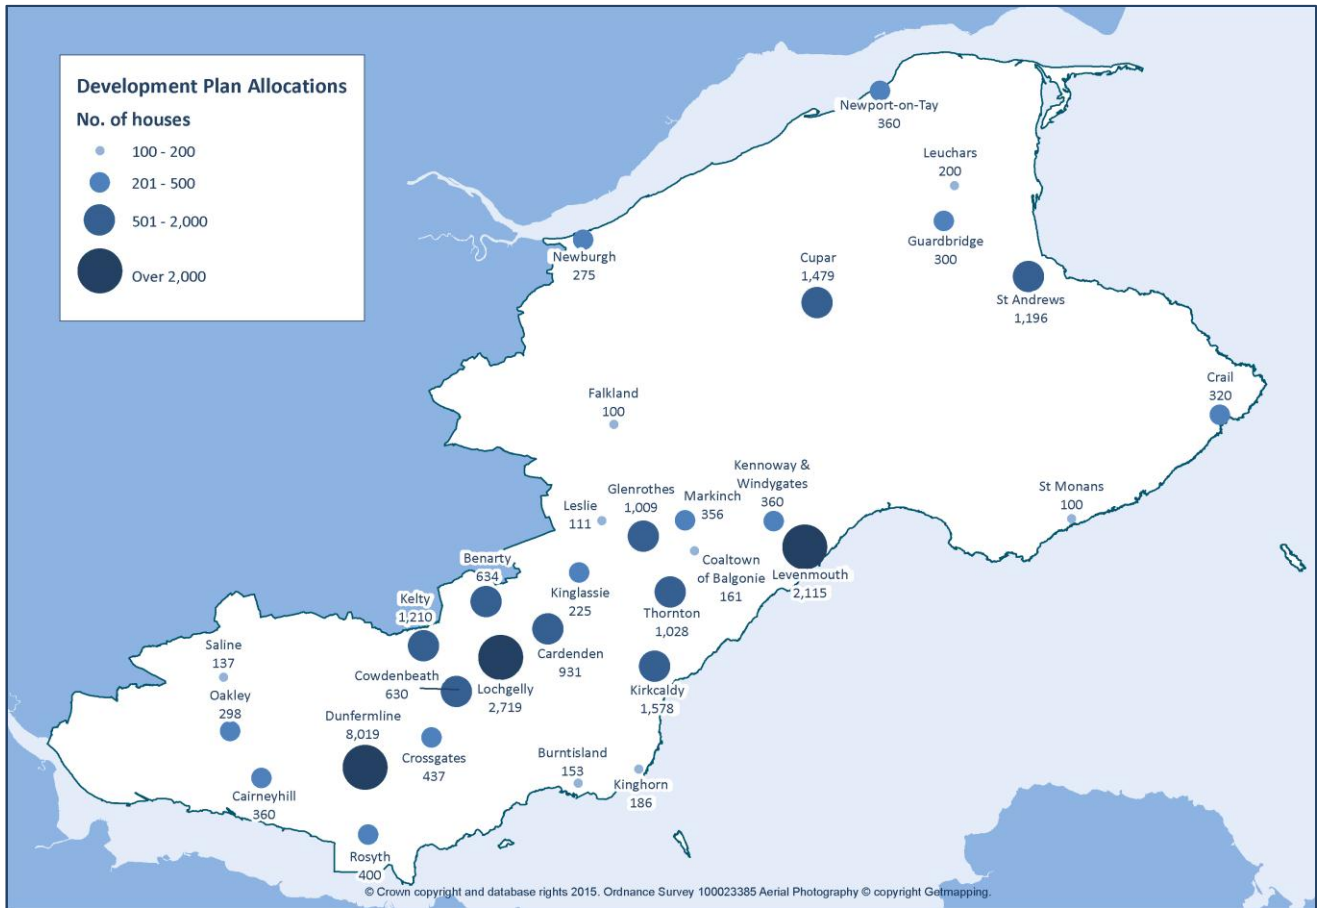 Development Plan Allocations
No. of houses
100 - 200
201 - 500
501 - 2,000
Over 2,000
Newport-on-Tay
360
Leuchars
200
Guardbridge
300
Newburgh
275
Cupar
1,479
St Andrews
1,196
Crail
320
Falkland
100
Kennoway &
Windygates
360
St Monans
100
Glenrothes
1,009
Markinch
356
Leslie
111
Coaltown
of Balgonie
161
Levenmouth
2,115
Benarty
634
Kinglassie
225
Thornton
1,028
Kelty
1,210
Cardenden
931
Saline
137
Cowdenbeath
630
Lochgelly
2,719
Kirkcaldy
1,578
Oakley
298
Dunfermline
8,019
Crossgates
437
Burntisland
153
Kinghorn
186
Cairneyhill
360
Rosyth
400
© Crown copyright and database rights 2015. Ordnance Survey 100023385 Aerial Photography © copyright Getmapping.